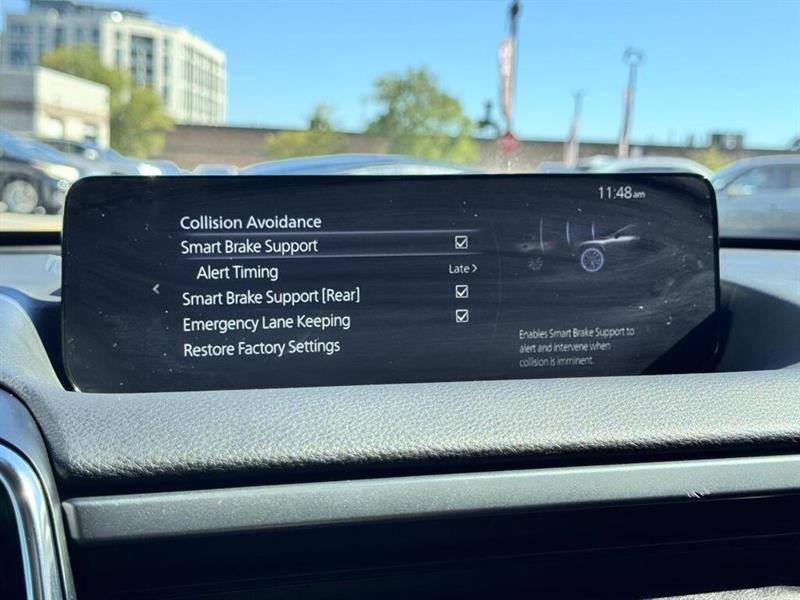 11:48am
Collision Avoidance
Smart Brake Support
Alert Timing Late
Smart Brake Support [Rear]
Emergency Lane Keeping
Restore Factory Settings
Enables Smart Brake Support to
alert and intervene when
collision is imminent.